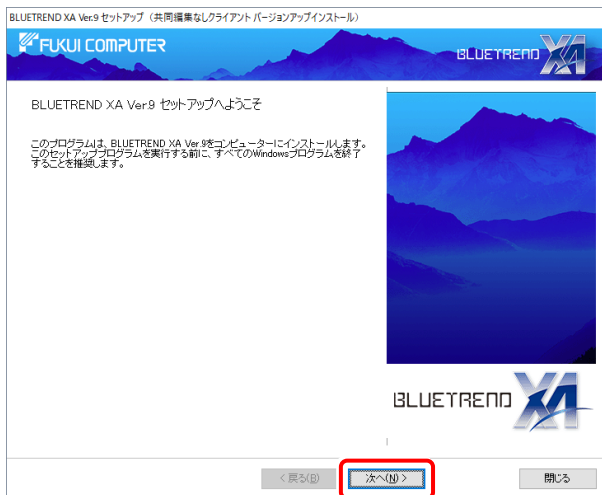 BLUETREND XA Ver.9 セットアップ（共同編集なしクライアント バージョンアップインストール）
FUKUI COMPUTER
BLUETREND XA
BLUETREND XA Ver.9 セットアップへようこそ
このプログラムは、BLUETREND XA Ver.9をコンピューターにインストールします。
このセットアッププログラムを実行する前に、すべてのWindowsプログラムを終了
することを推奨します。
BLUETREND XA
< 戻る(B)
次へ(N) >
閉じる